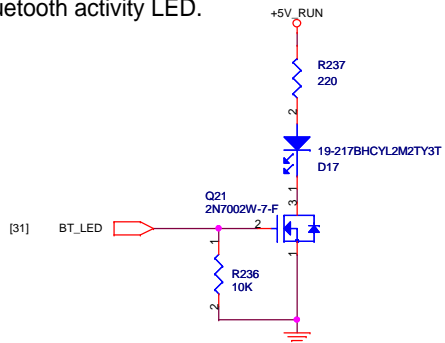 uetooth activity LED.
+5V_RUN
R237
220
2
19-217BHCYL2M2TY3T
D17
1
Q21
2N7002W-7-F
3
[31] BT_LED
2
1
1
R236
10K
2